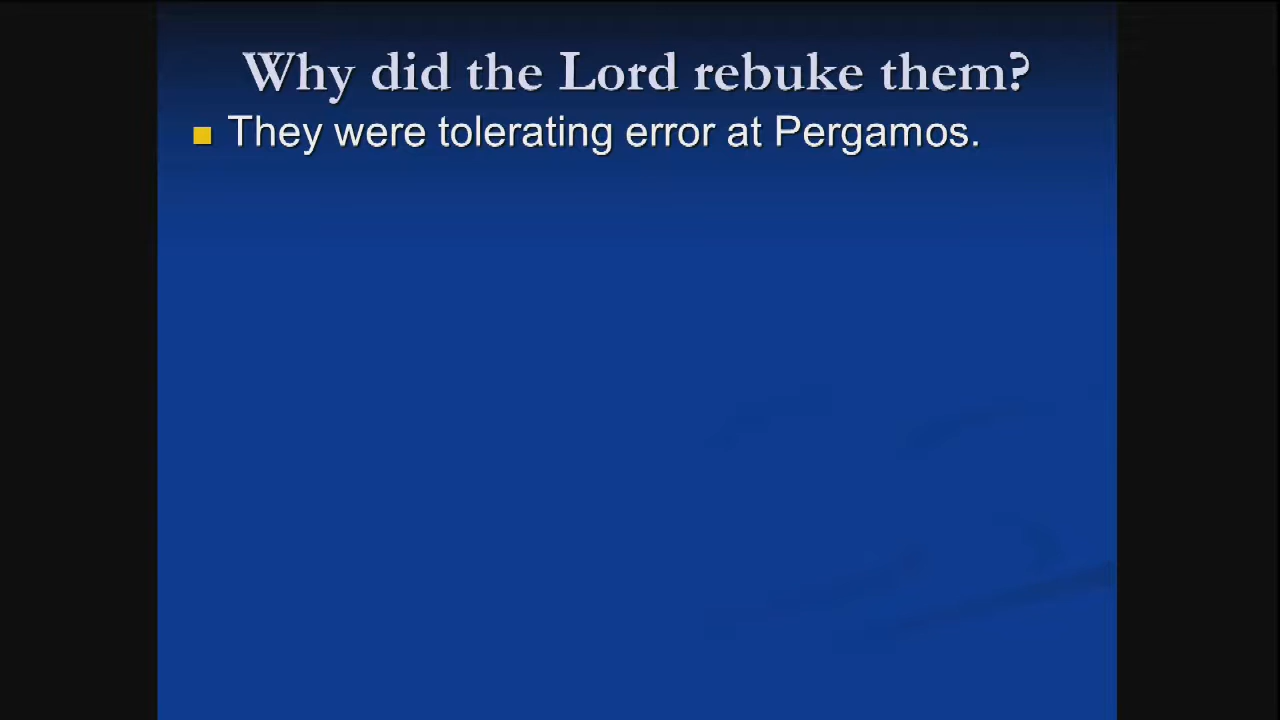 Why did the Lord rebuke them?
They were tolerating error at Pergamos.